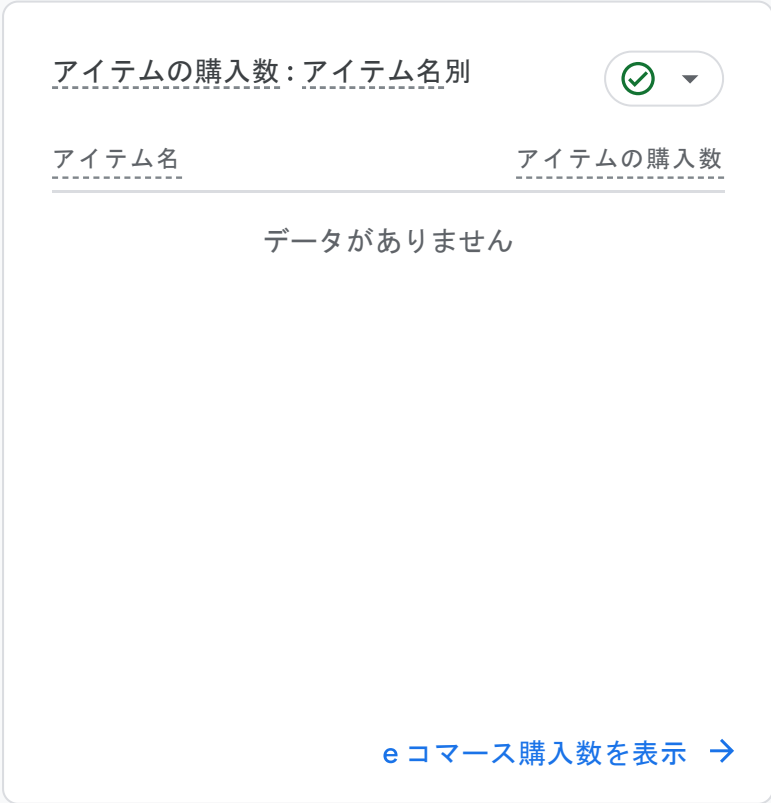 アイテムの購入数 : アイテム名別
アイテム名 アイテムの購入数
データがありません
e コマース購入数を表示 →